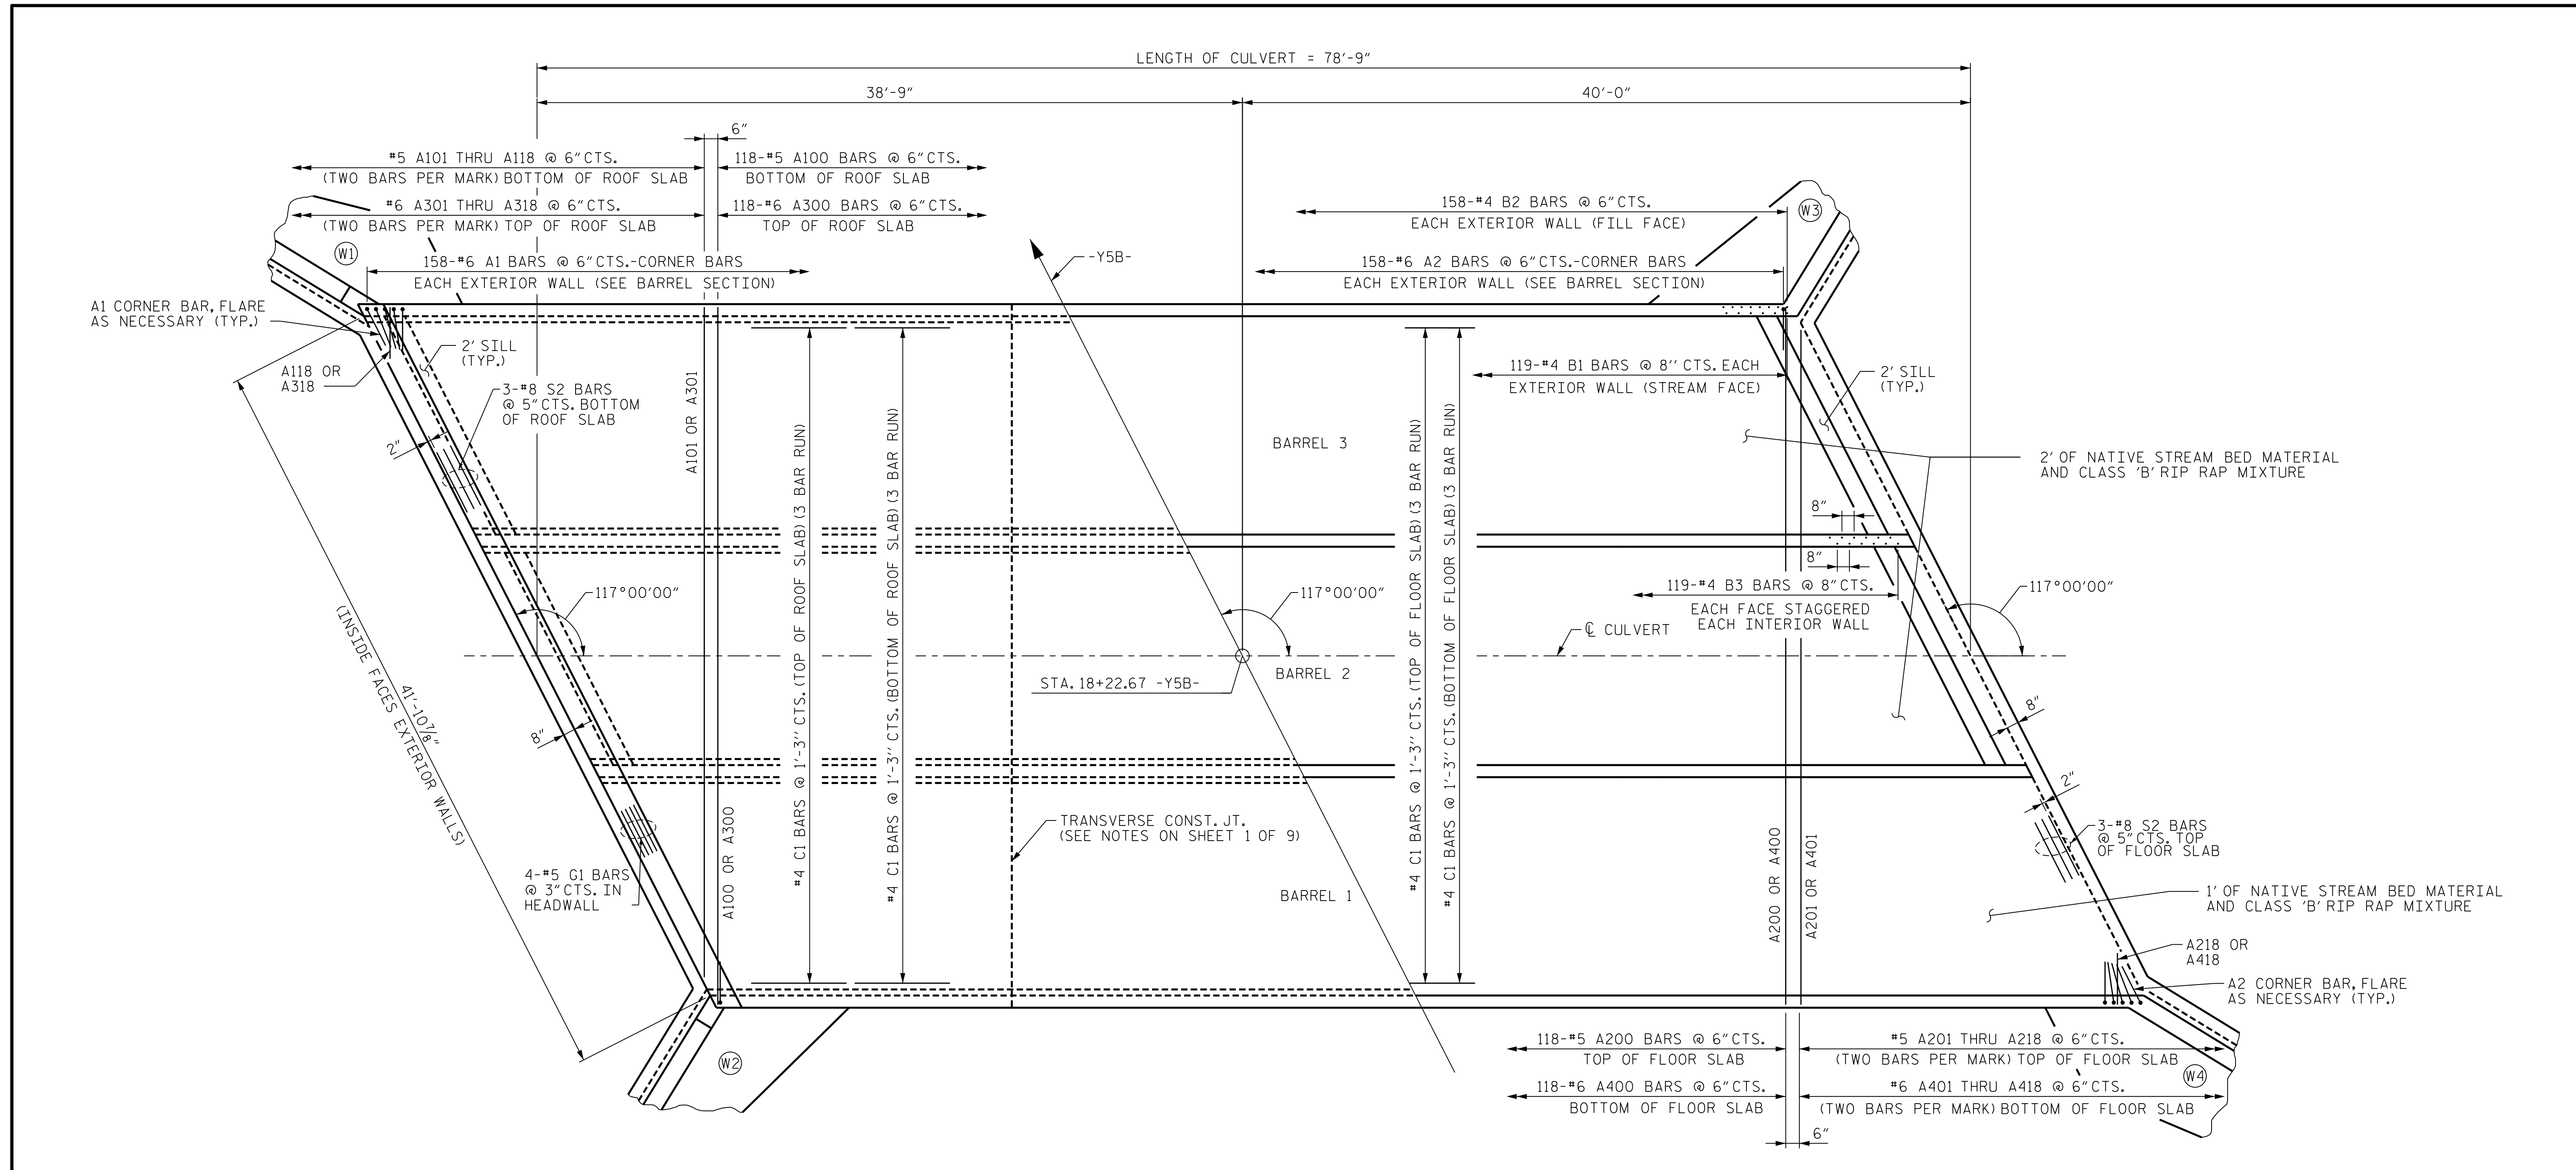 LENGTH OF CULVERT = 78'-9"
38'-9"
40'-0"
6"
#5 A101 THRU A118 @ 6" CTS.
(TWO BARS PER MARK) BOTTOM OF ROOF SLAB
118-#5 A100 BARS @ 6" CTS.
BOTTOM OF ROOF SLAB
#6 A301 THRU A318 @ 6" CTS.
(TWO BARS PER MARK) TOP OF ROOF SLAB
118-#6 A300 BARS @ 6" CTS.
TOP OF ROOF SLAB
158-#4 B2 BARS @ 6" CTS.
EACH EXTERIOR WALL (FILL FACE)
W3
W1
-Y5B-
158-#6 A1 BARS @ 6" CTS.-CORNER BARS
EACH EXTERIOR WALL (SEE BARREL SECTION)
158-#6 A2 BARS @ 6" CTS.-CORNER BARS
EACH EXTERIOR WALL (SEE BARREL SECTION)
A1 CORNER BAR, FLARE
AS NECESSARY (TYP.)
2' SILL
(TYP.)
A118 OR
A318
3-#8 S2 BARS
@ 5" CTS. BOTTOM
OF ROOF SLAB
2"
A101 OR A301
119-#4 B1 BARS @ 8'' CTS. EACH
EXTERIOR WALL (STREAM FACE)
2' SILL
(TYP.)
BARREL 3
2' OF NATIVE STREAM BED MATERIAL
AND CLASS 'B' RIP RAP MIXTURE
#4 C1 BARS @ 1'-3'' CTS. (TOP OF ROOF SLAB) (3 BAR RUN)
#4 C1 BARS @ 1'-3'' CTS. (BOTTOM OF ROOF SLAB) (3 BAR RUN)
#4 C1 BARS @ 1'-3'' CTS. (TOP OF FLOOR SLAB) (3 BAR RUN)
#4 C1 BARS @ 1'-3'' CTS. (BOTTOM OF FLOOR SLAB) (3 BAR RUN)
8"
8"
119-#4 B3 BARS @ 8" CTS.
EACH FACE STAGGERED
EACH INTERIOR WALL
117°00'00"
117°00'00"
117°00'00"
℄ CULVERT
41'-10⅞"
(INSIDE FACES EXTERIOR WALLS)
STA. 18+22.67 -Y5B-
BARREL 2
8"
8"
2"
TRANSVERSE CONST. JT.
(SEE NOTES ON SHEET 1 OF 9)
3-#8 S2 BARS
@ 5" CTS. TOP
OF FLOOR SLAB
A100 OR A300
A200 OR A400
A201 OR A401
4-#5 G1 BARS
@ 3" CTS. IN
HEADWALL
BARREL 1
1' OF NATIVE STREAM BED MATERIAL
AND CLASS 'B' RIP RAP MIXTURE
A218 OR
A418
A2 CORNER BAR, FLARE
AS NECESSARY (TYP.)
W2
118-#5 A200 BARS @ 6" CTS.
TOP OF FLOOR SLAB
#5 A201 THRU A218 @ 6" CTS.
(TWO BARS PER MARK) TOP OF FLOOR SLAB
W4
118-#6 A400 BARS @ 6" CTS.
BOTTOM OF FLOOR SLAB
#6 A401 THRU A418 @ 6" CTS.
(TWO BARS PER MARK) BOTTOM OF FLOOR SLAB
6"